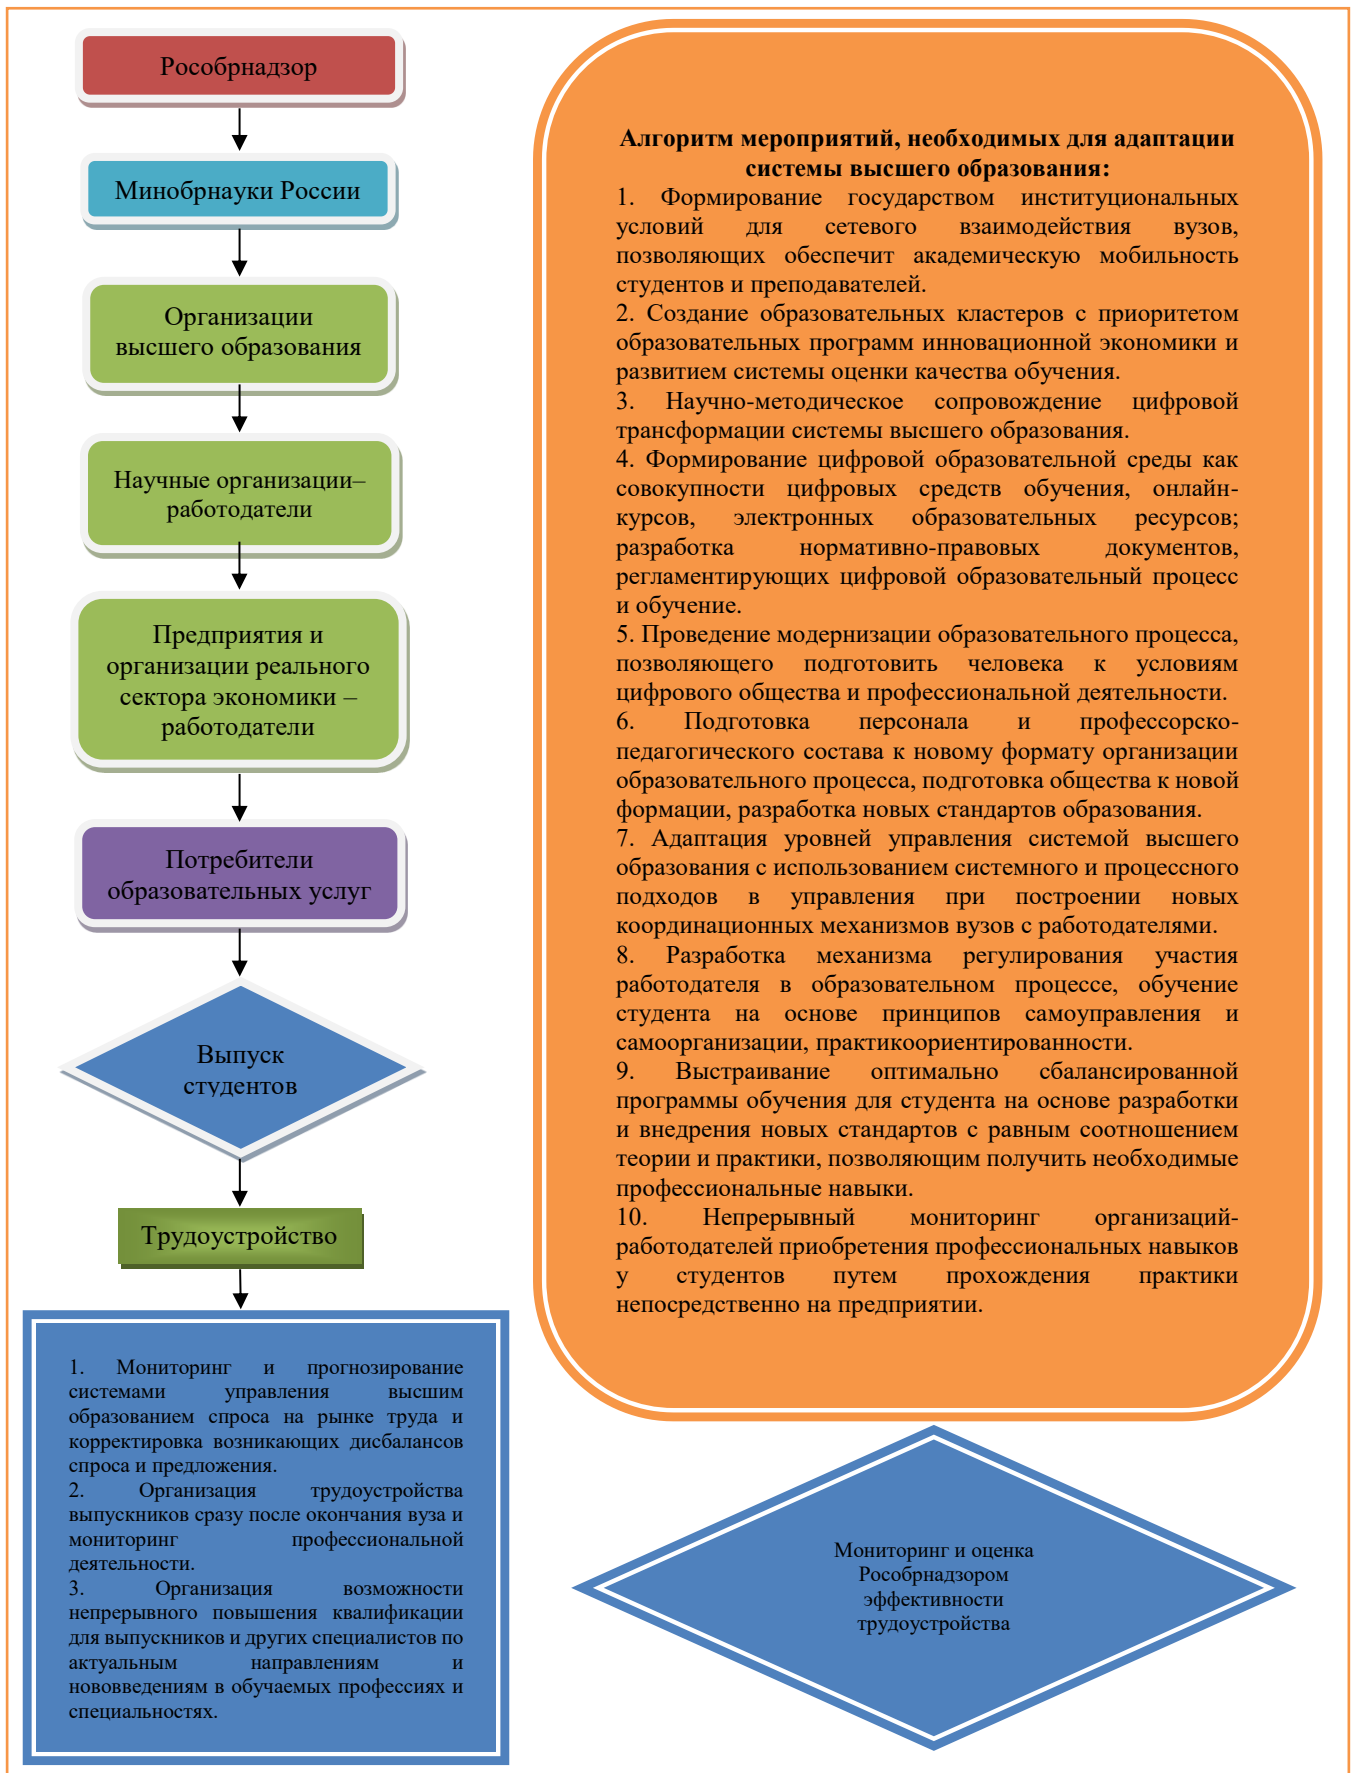 Рособрнадзор
Минобрнауки России
Организации
высшего образования
Научные организации–
работодатели
Предприятия и
организации реального
сектора экономики –
работодатели
Потребители
образовательных услуг
Выпуск
студентов
Трудоустройство
1. Мониторинг и прогнозирование
системами управления высшим
образованием спроса на рынке труда и
корректировка возникающих дисбалансов
спроса и предложения.
2. Организация трудоустройства
выпускников сразу после окончания вуза и
мониторинг профессиональной
деятельности.
3. Организация возможности
непрерывного повышения квалификации
для выпускников и других специалистов по
актуальным направлениям и
нововведениям в обучаемых профессиях и
специальностях.
Алгоритм мероприятий, необходимых для адаптации
системы высшего образования:
1. Формирование государством институциональных
условий для сетевого взаимодействия вузов,
позволяющих обеспечит академическую мобильность
студентов и преподавателей.
2. Создание образовательных кластеров с приоритетом
образовательных программ инновационной экономики и
развитием системы оценки качества обучения.
3. Научно-методическое сопровождение цифровой
трансформации системы высшего образования.
4. Формирование цифровой образовательной среды как
совокупности цифровых средств обучения, онлайн-
курсов, электронных образовательных ресурсов;
разработка нормативно-правовых документов,
регламентирующих цифровой образовательный процесс
и обучение.
5. Проведение модернизации образовательного процесса,
позволяющего подготовить человека к условиям
цифрового общества и профессиональной деятельности.
6. Подготовка персонала и профессорско-
педагогического состава к новому формату организации
образовательного процесса, подготовка общества к новой
формации, разработка новых стандартов образования.
7. Адаптация уровней управления системой высшего
образования с использованием системного и процессного
подходов в управления при построении новых
координационных механизмов вузов с работодателями.
8. Разработка механизма регулирования участия
работодателя в образовательном процессе, обучение
студента на основе принципов самоуправления и
самоорганизации, практикоориентированности.
9. Выстраивание оптимально сбалансированной
программы обучения для студента на основе разработки
и внедрения новых стандартов с равным соотношением
теории и практики, позволяющим получить необходимые
профессиональные навыки.
10. Непрерывный мониторинг организаций-
работодателей приобретения профессиональных навыков
у студентов путем прохождения практики
непосредственно на предприятии.
Мониторинг и оценка
Рособрнадзором
эффективности
трудоустройства